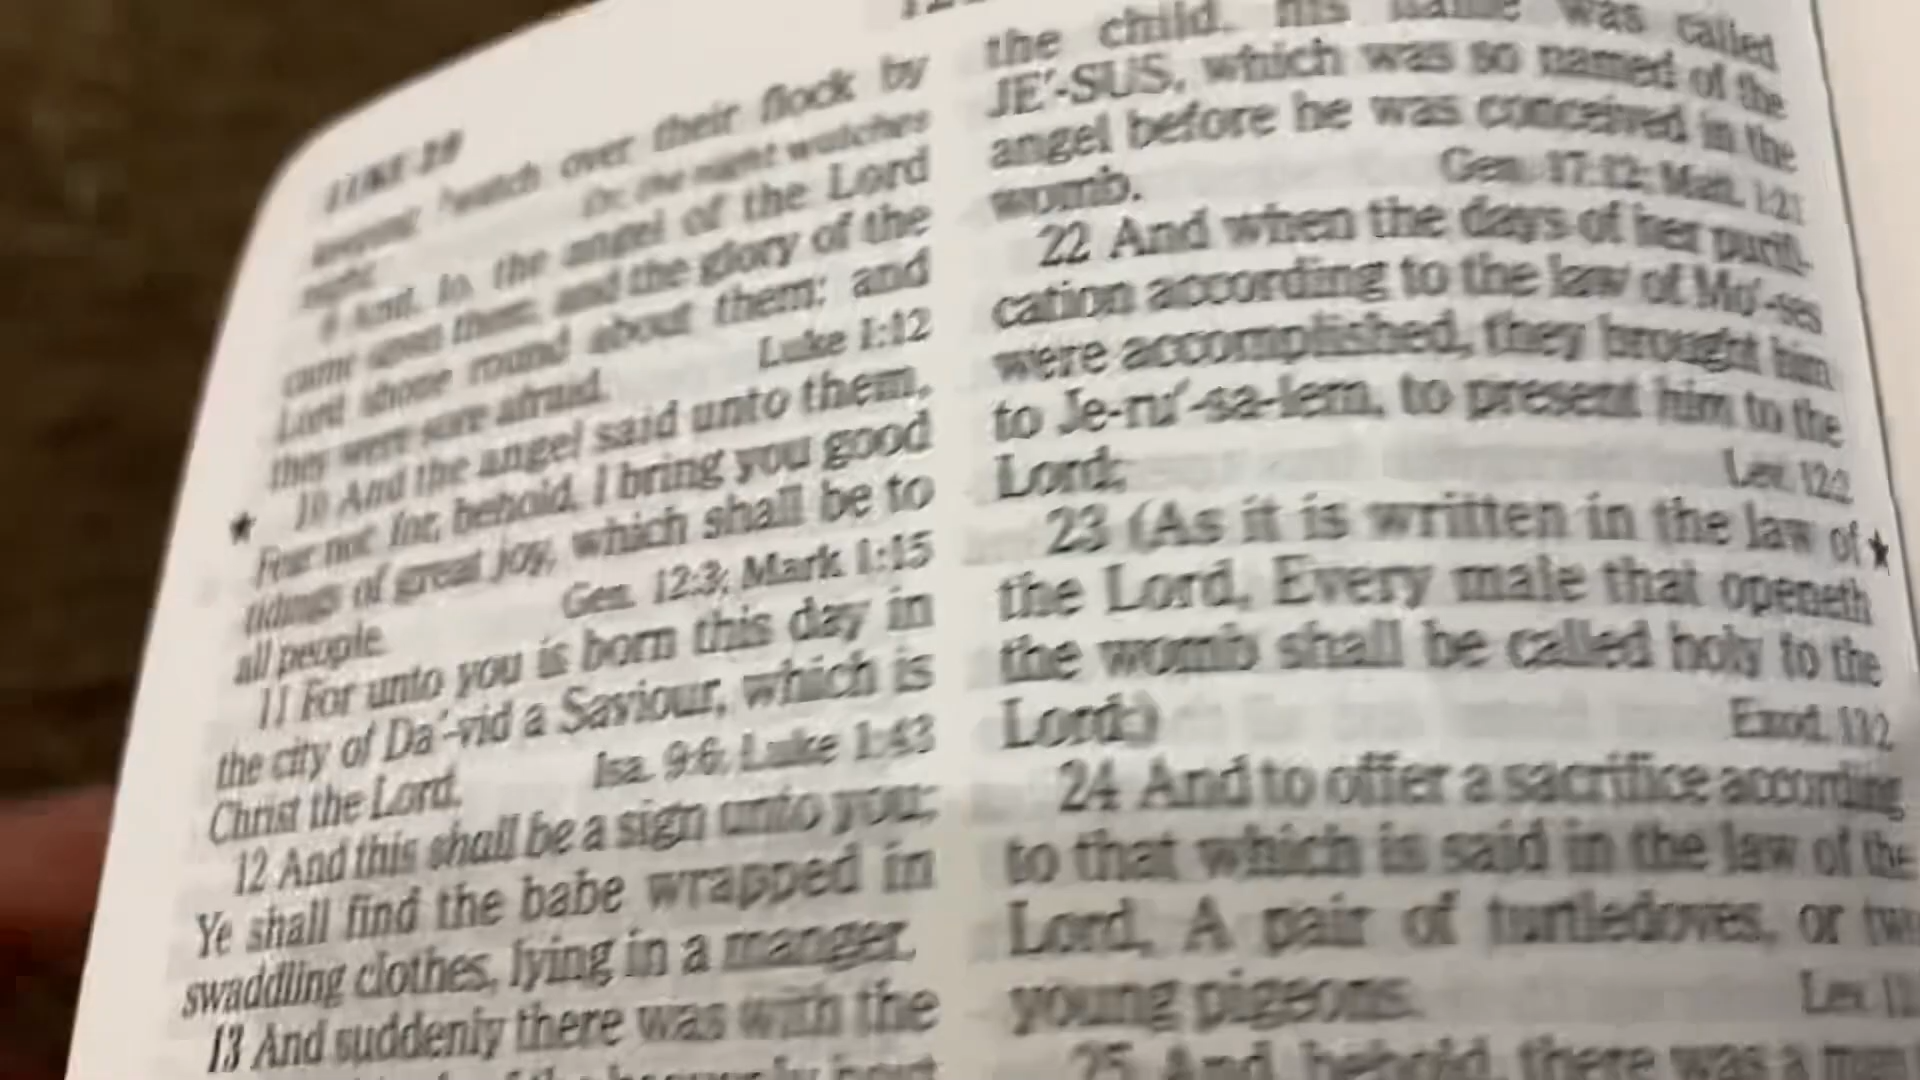 watch over their flock by
Or, the night watches
night.
9 And, lo, the angel of the Lord
came upon them, and the glory of the
Lord shone round about them: and
they were sore afraid. Luke 1:12
10 And the angel said unto them,
Fear not: for, behold, I bring you good
tidings of great joy, which shall be to
all people. Gen. 12:3; Mark 1:15
11 For unto you is born this day in
the city of Da´-vid a Saviour, which is
Christ the Lord. Isa. 9:6; Luke 1:43
12 And this shall be a sign unto you;
Ye shall find the babe wrapped in
swaddling clothes, lying in a manger.
13 And suddenly there was with the
the child, his name was called
JE´-SUS, which was so named of the
angel before he was conceived in the
womb. Gen. 17:12; Matt. 1:21
22 And when the days of her purifi-
cation according to the law of Mo´-ses
were accomplished, they brought him
to Je-ru´-sa-lem, to present him to the
Lord; Lev. 12:2
23 (As it is written in the law of
the Lord, Every male that openeth
the womb shall be called holy to the
Lord;) Exod. 13:2
24 And to offer a sacrifice according
to that which is said in the law of the
Lord, A pair of turtledoves, or
young pigeons. Lev.
25 And, behold, there was a man